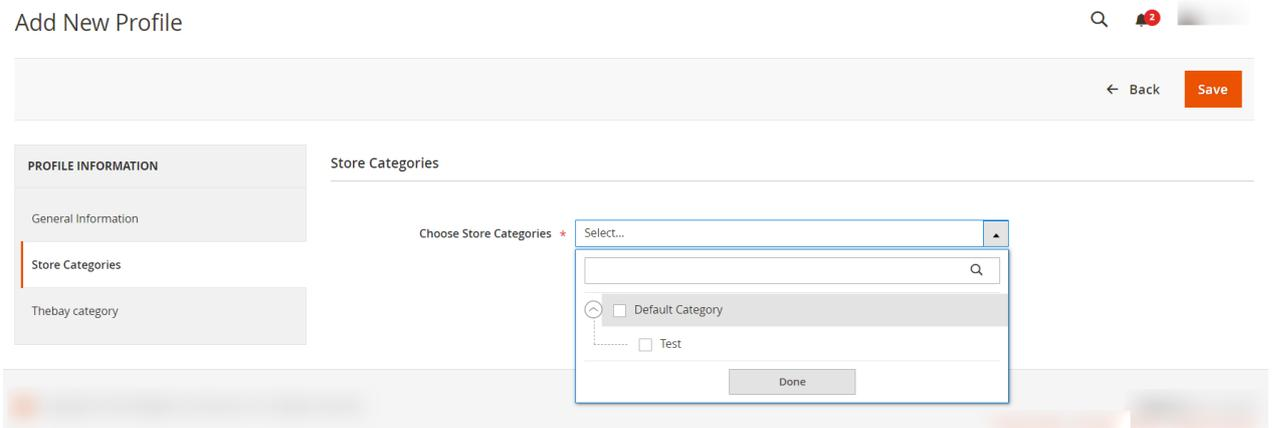 Add New Profile
2
← Back
Save
PROFILE INFORMATION
General Information
Store Categories
Thebay category
Store Categories
Choose Store Categories *
Select...
Default Category
Test
Done